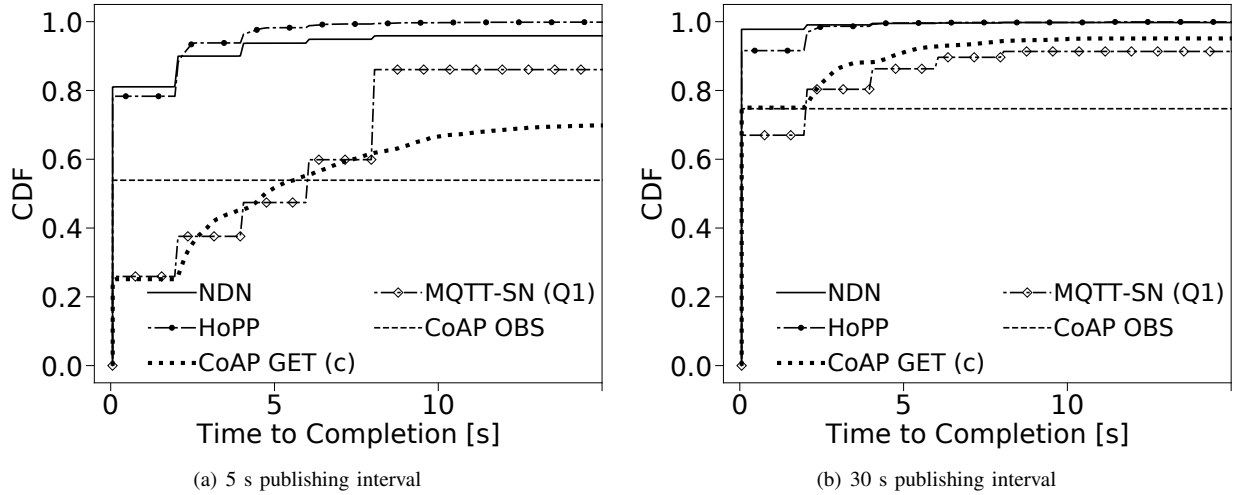 CDF
1.0
0.8
0.6
0.4
0.2
0.0
NDN
HoPP
CoAP GET (c)
MQTT-SN (Q1)
CoAP OBS
0
5
10
Time to Completion [s]
(a) 5 s publishing interval
CDF
1.0
0.8
0.6
0.4
0.2
0.0
NDN
HoPP
CoAP GET (c)
MQTT-SN (Q1)
CoAP OBS
0
5
10
Time to Completion [s]
(b) 30 s publishing interval